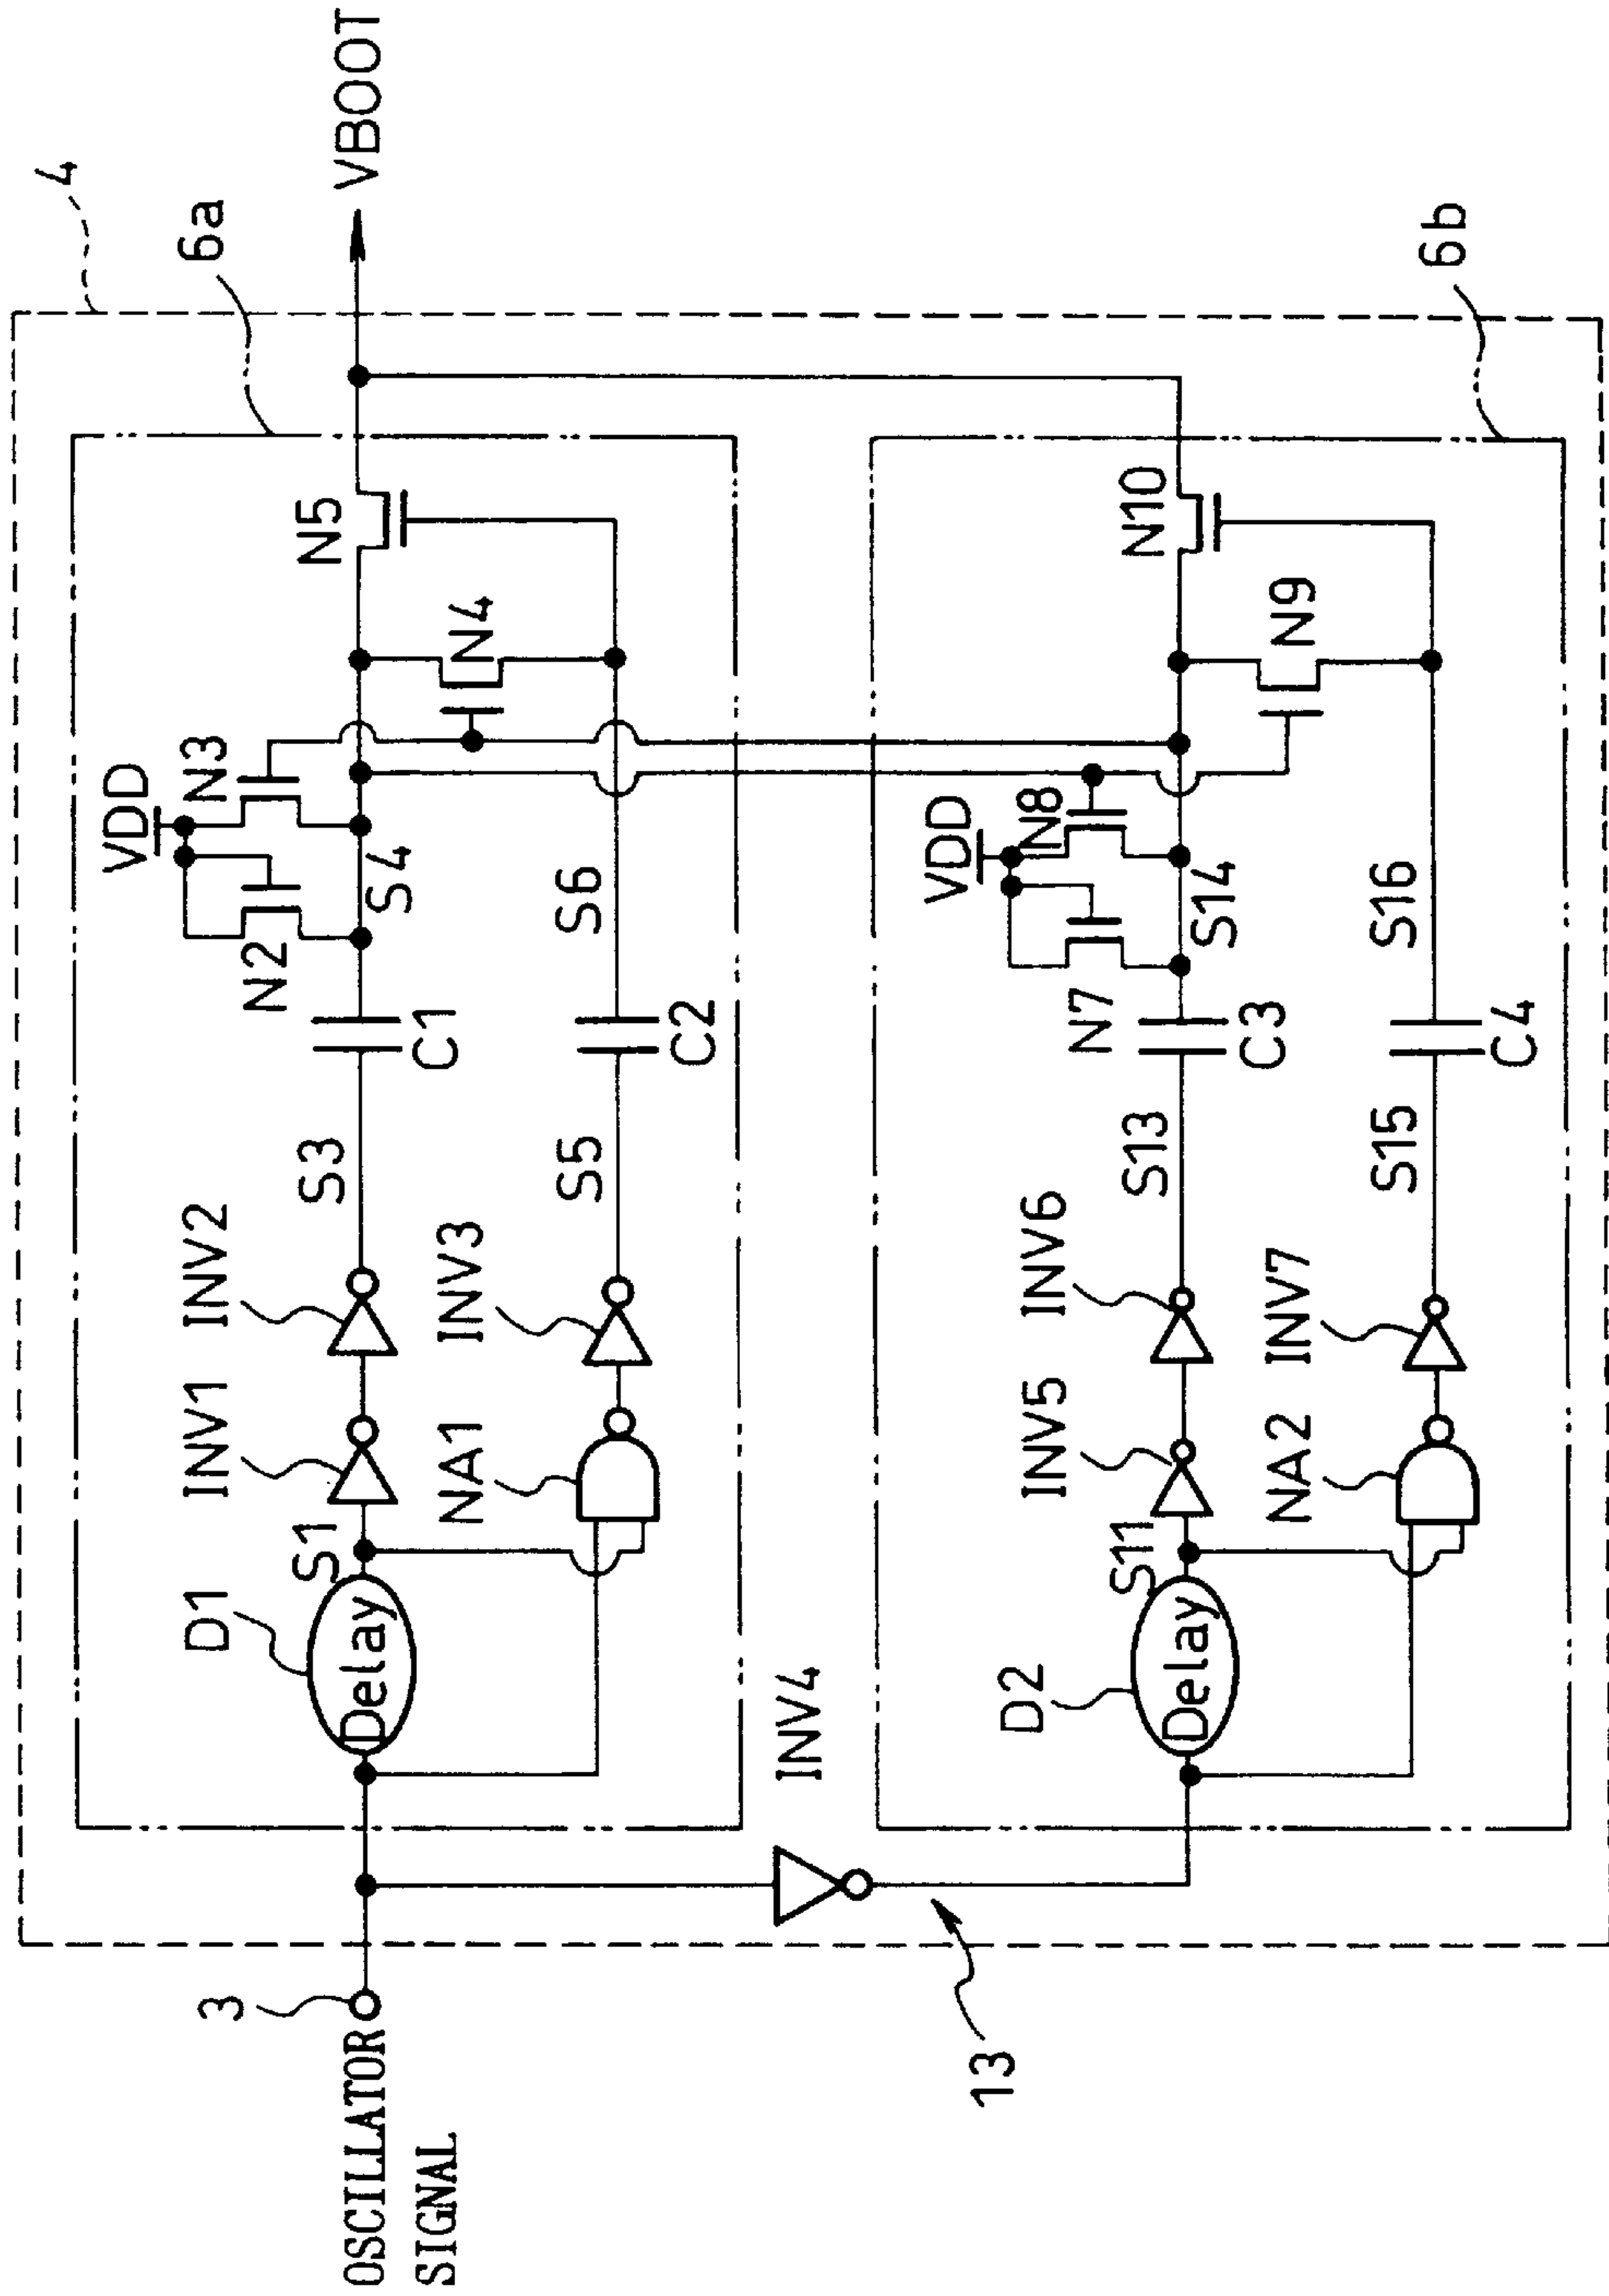 4
6a
VBOOT
VDD
N3
N2
S4
N4
N5
D1
Delay
S1
INV1
INV2
S3
C1
NA1
INV3
S5
C2
S6
3
OSCILLATOR
SIGNAL
INV4
13
6b
VDD
N8
N7
S14
N9
N10
D2
Delay
S11
INV5
INV6
S13
C3
NA2
INV7
S15
C4
S16